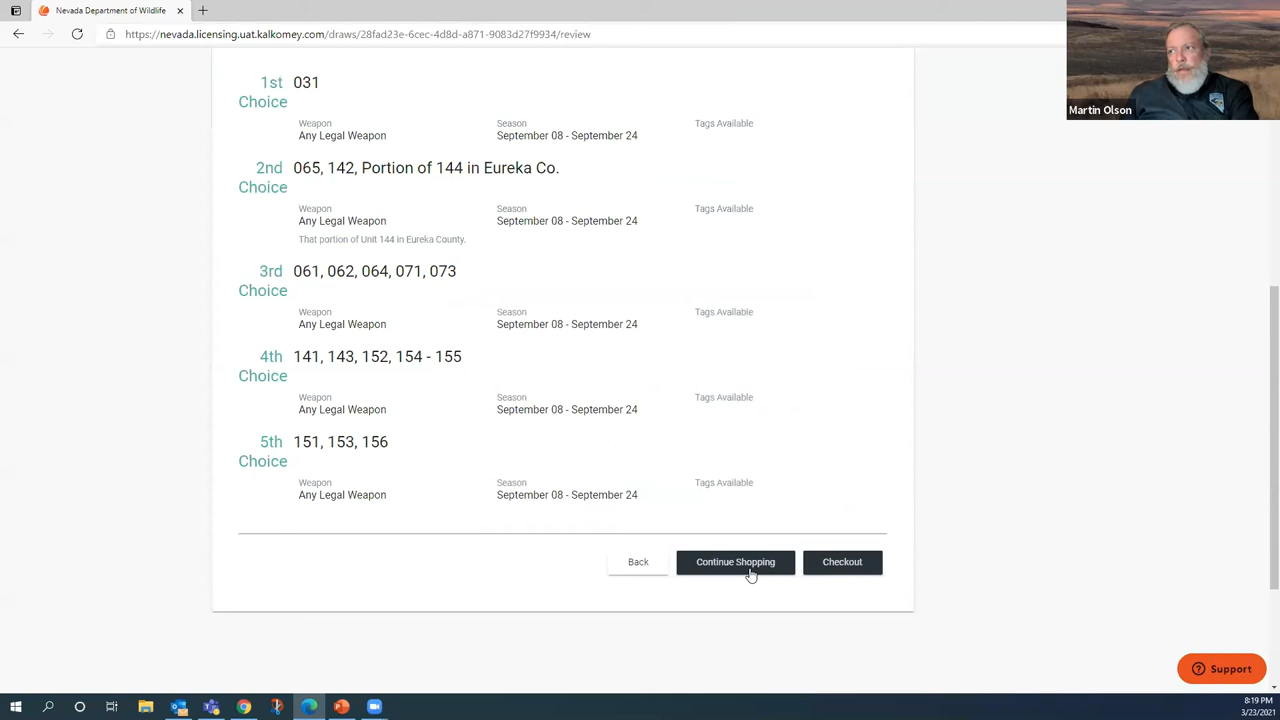 Nevada Department of Wildlife
https://nevada.licensing.uat.kalkomey.com/draws/28fad23e-6cec-4d8d-a871-9083d27f9934/review
Martin Olson
1st Choice 031
Weapon Season Tags Available
Any Legal Weapon September 08 - September 24
2nd Choice 065, 142, Portion of 144 in Eureka Co.
Weapon Season Tags Available
Any Legal Weapon September 08 - September 24
That portion of Unit 144 in Eureka County.
3rd Choice 061, 062, 064, 071, 073
Weapon Season Tags Available
Any Legal Weapon September 08 - September 24
4th Choice 141, 143, 152, 154 - 155
Weapon Season Tags Available
Any Legal Weapon September 08 - September 24
5th Choice 151, 153, 156
Weapon Season Tags Available
Any Legal Weapon September 08 - September 24
Back Continue Shopping Checkout
Support
8:19 PM
3/23/2021